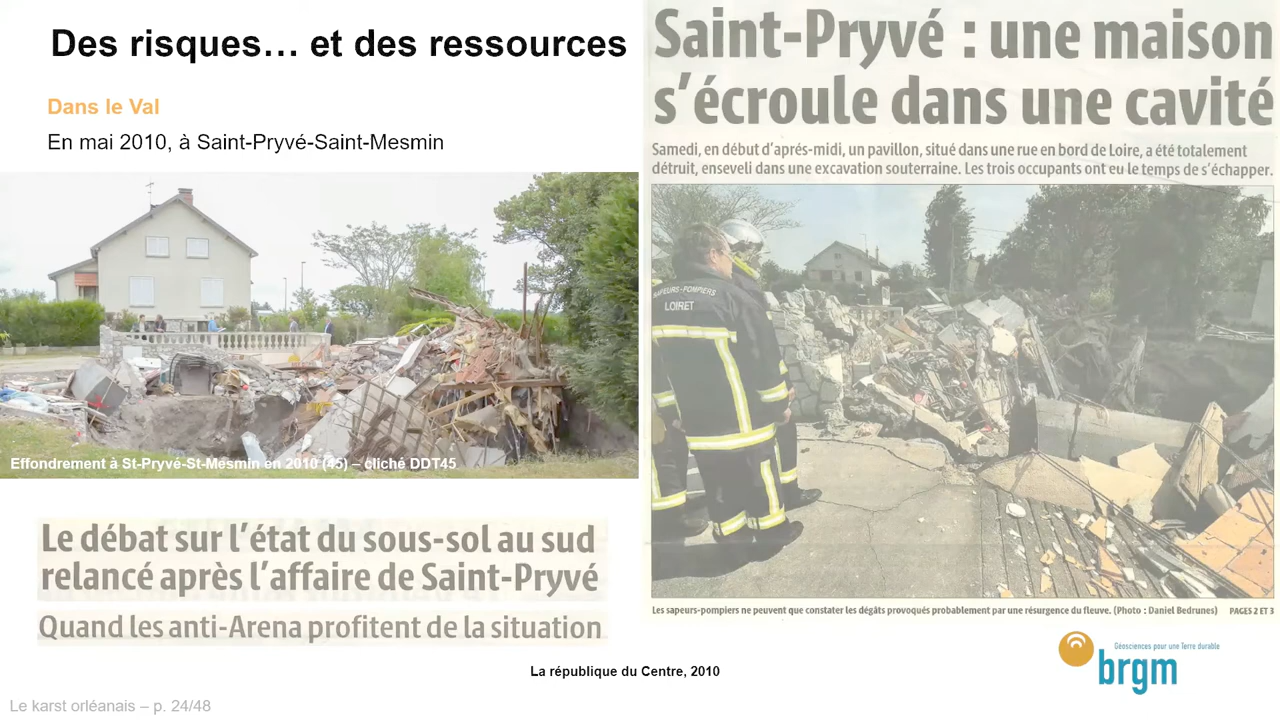 Des risques… et des ressources
Dans le Val
En mai 2010, à Saint-Pryvé-Saint-Mesmin
Effondrement à St-Pryvé-St-Mesmin en 2010 (45) – cliché DDT45
Le débat sur l'état du sous-sol au sud
relancé après l'affaire de Saint-Pryvé
Quand les anti-Arena profitent de la situation
Saint-Pryvé : une maison
s'écroule dans une cavité
Samedi, en début d'aprés-midi, un pavillon, situé dans une rue en bord de Loire, a été totalement
détruit, enseveli dans une excavation souterraine. Les trois occupants ont eu le temps de s'échapper.
SAPEURS-POMPIERS
LOIRET
Les sapeurs-pompiers ne peuvent que constater les dégâts provoqués probablement par une résurgence du fleuve. (Photo : Daniel Bedrunes) PAGES 2 ET 3
La république du Centre, 2010
Géosciences pour une Terre durable
brgm
Le karst orléanais – p. 24/48